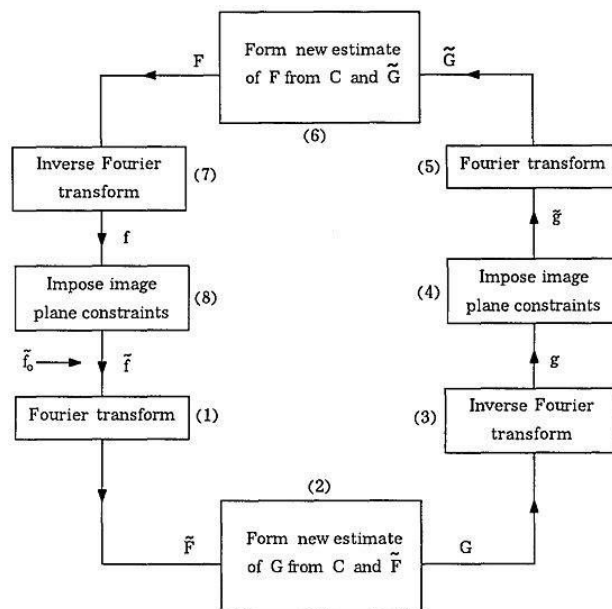 F
Form new estimate
of F from C and G̃
G̃
(6)
Inverse Fourier
transform
(7)
(5)
Fourier transform
f
g̃
Impose image
plane constraints
(8)
(4)
Impose image
plane constraints
f̃₀
f̃
g
Fourier transform
(1)
(3)
Inverse Fourier
transform
(2)
F̃
Form new estimate
of G from C and F̃
G